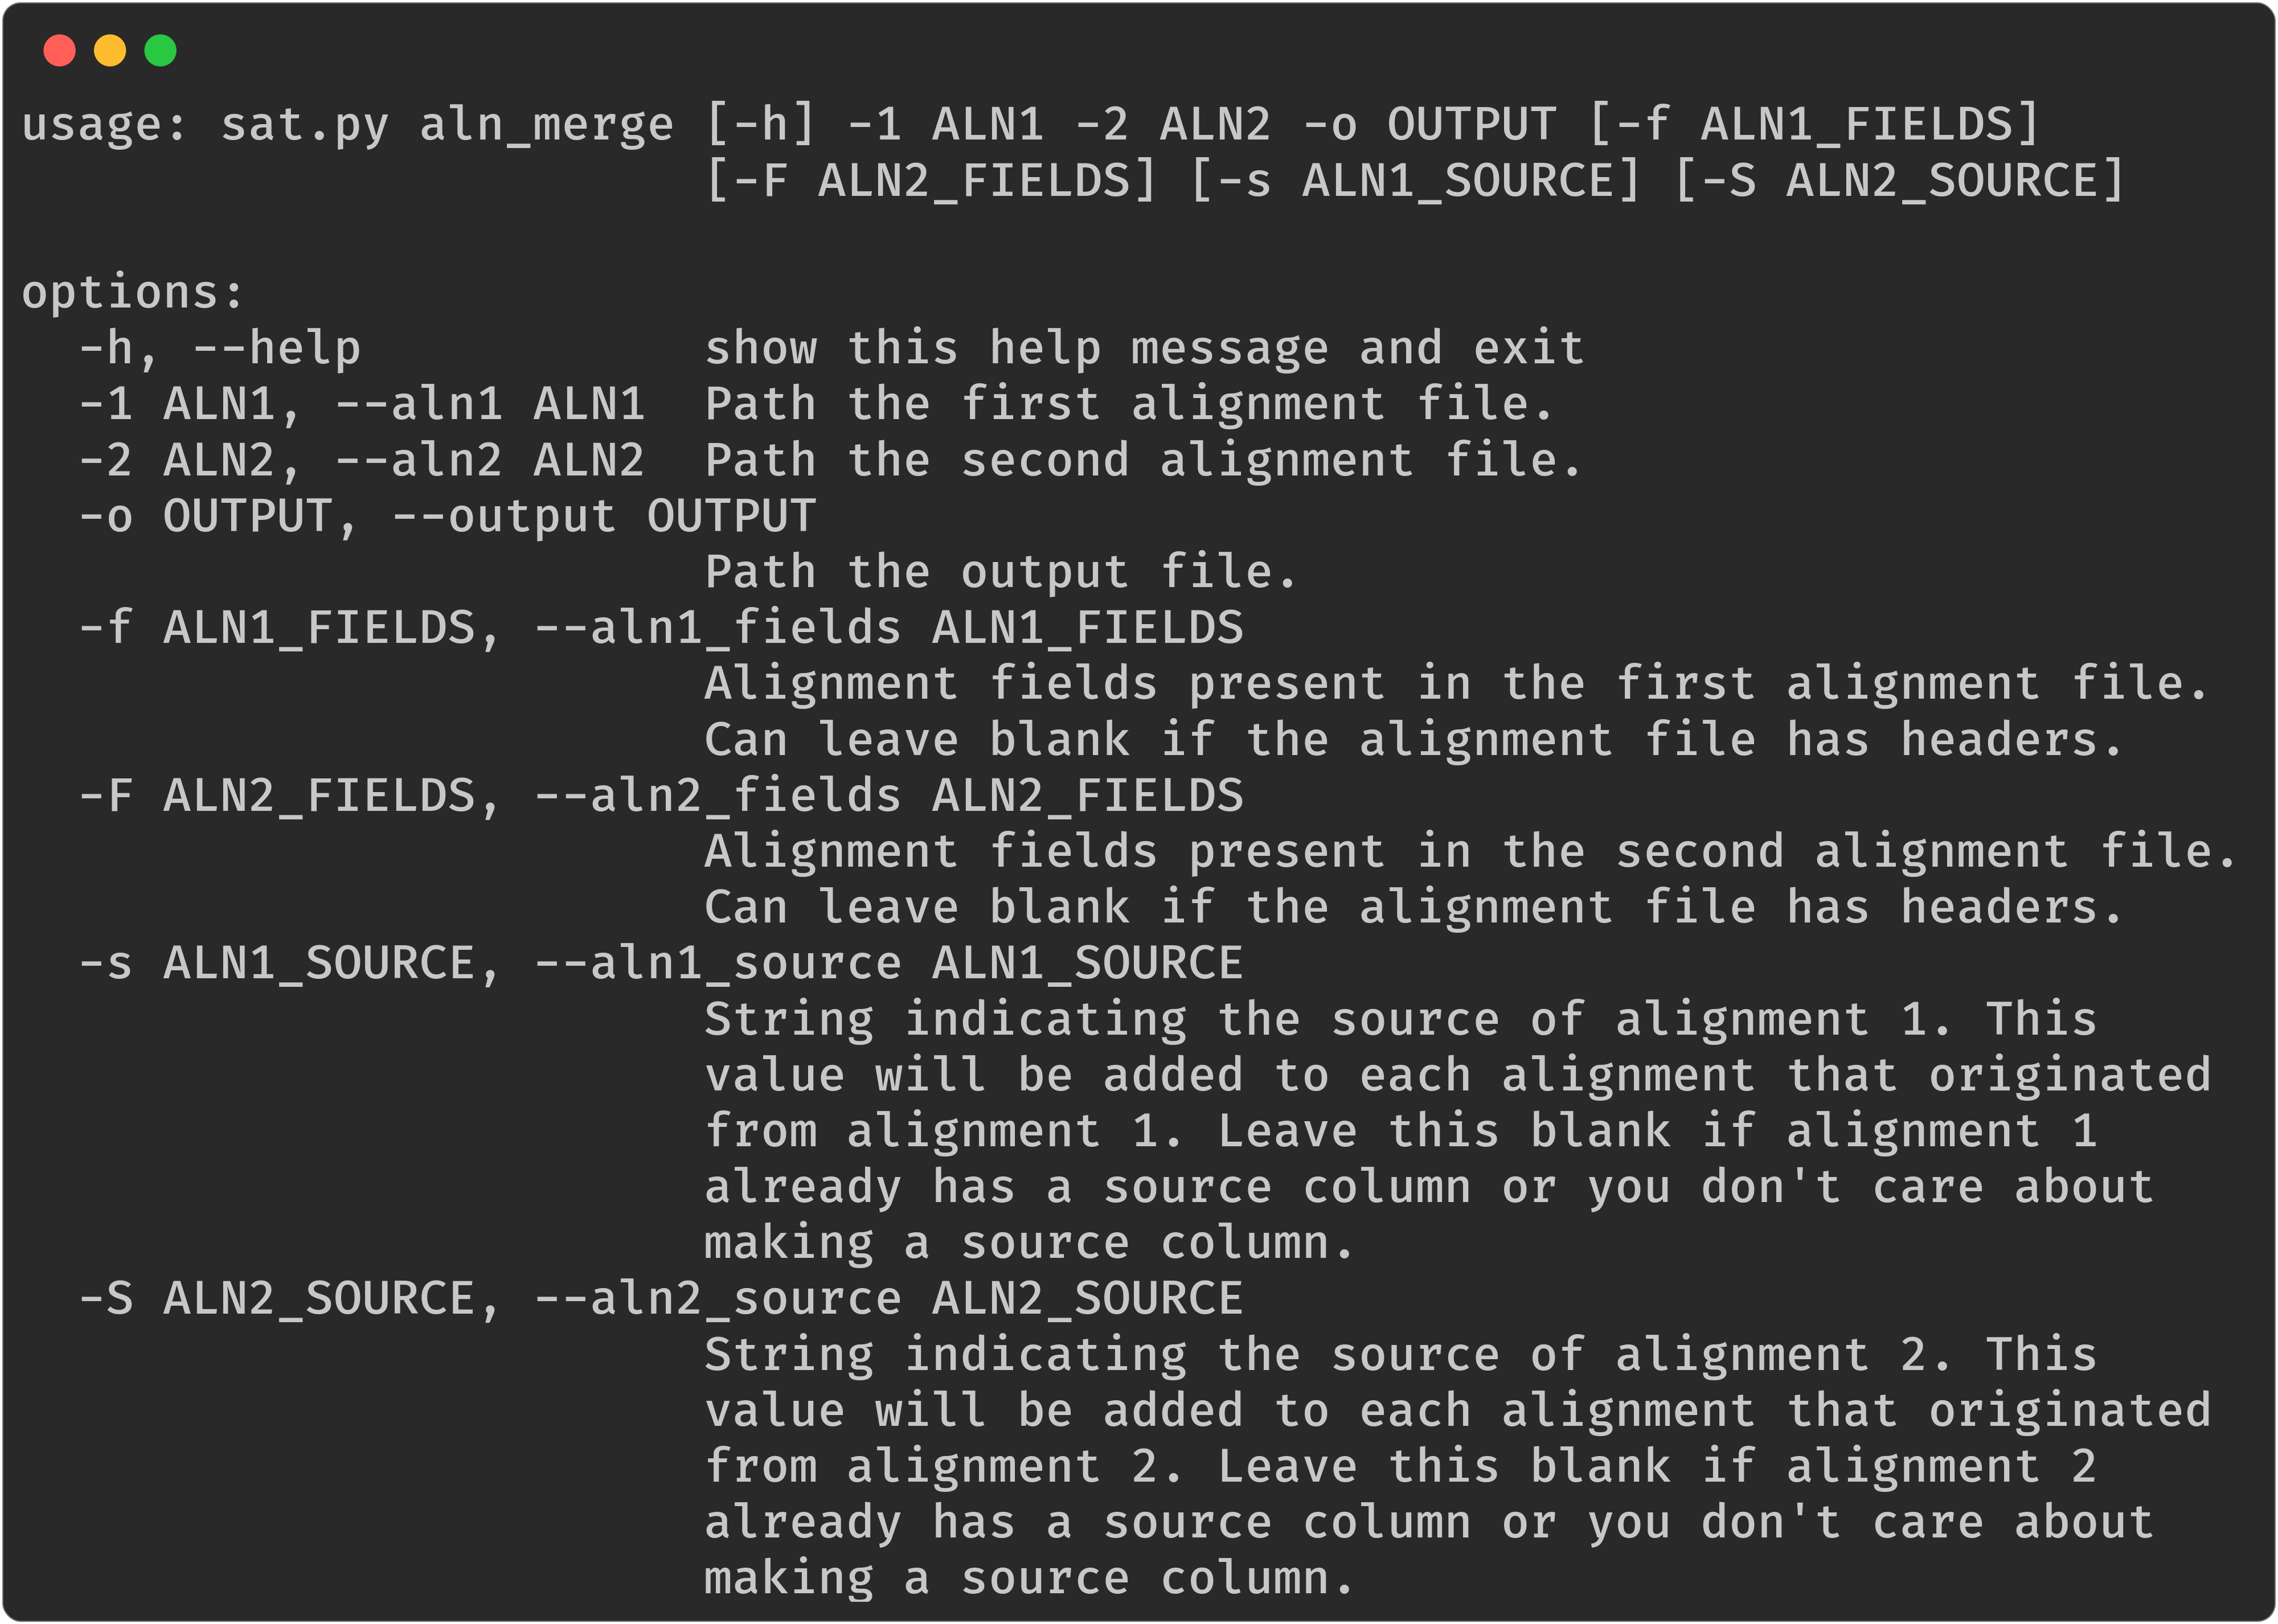 usage: sat.py aln_merge [-h] -1 ALN1 -2 ALN2 -o OUTPUT [-f ALN1_FIELDS]
[-F ALN2_FIELDS] [-s ALN1_SOURCE] [-S ALN2_SOURCE]
options:
-h, --help show this help message and exit
-1 ALN1, --aln1 ALN1 Path the first alignment file.
-2 ALN2, --aln2 ALN2 Path the second alignment file.
-o OUTPUT, --output OUTPUT
Path the output file.
-f ALN1_FIELDS, --aln1_fields ALN1_FIELDS
Alignment fields present in the first alignment file.
Can leave blank if the alignment file has headers.
-F ALN2_FIELDS, --aln2_fields ALN2_FIELDS
Alignment fields present in the second alignment file.
Can leave blank if the alignment file has headers.
-s ALN1_SOURCE, --aln1_source ALN1_SOURCE
String indicating the source of alignment 1. This
value will be added to each alignment that originated
from alignment 1. Leave this blank if alignment 1
already has a source column or you don't care about
making a source column.
-S ALN2_SOURCE, --aln2_source ALN2_SOURCE
String indicating the source of alignment 2. This
value will be added to each alignment that originated
from alignment 2. Leave this blank if alignment 2
already has a source column or you don't care about
making a source column.